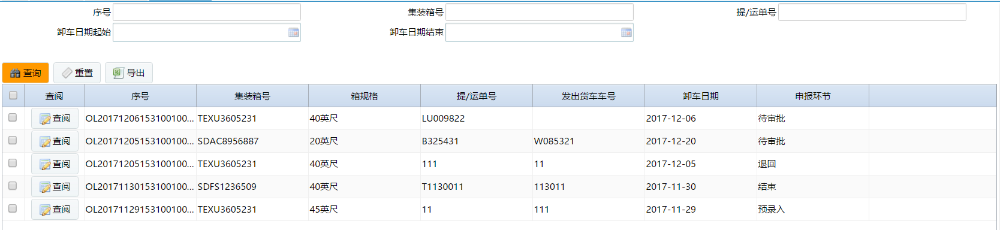 序号 集装箱号 提/运单号
卸车日期起始 卸车日期结束
查询 重置 导出
查阅 序号 集装箱号 箱规格 提/运单号 发出货车车号 卸车日期 申报环节
查阅 OL20171206153100100... TEXU3605231 40英尺 LU009822 2017-12-06 待审批
查阅 OL20171205153100100... SDAC8956887 20英尺 B325431 W085321 2017-12-20 待审批
查阅 OL20171205153100100... TEXU3605231 40英尺 111 11 2017-12-05 退回
查阅 OL20171130153100100... SDFS1236509 40英尺 T1130011 113011 2017-11-30 结束
查阅 OL20171129153100100... TEXU3605231 45英尺 11 111 2017-11-29 预录入